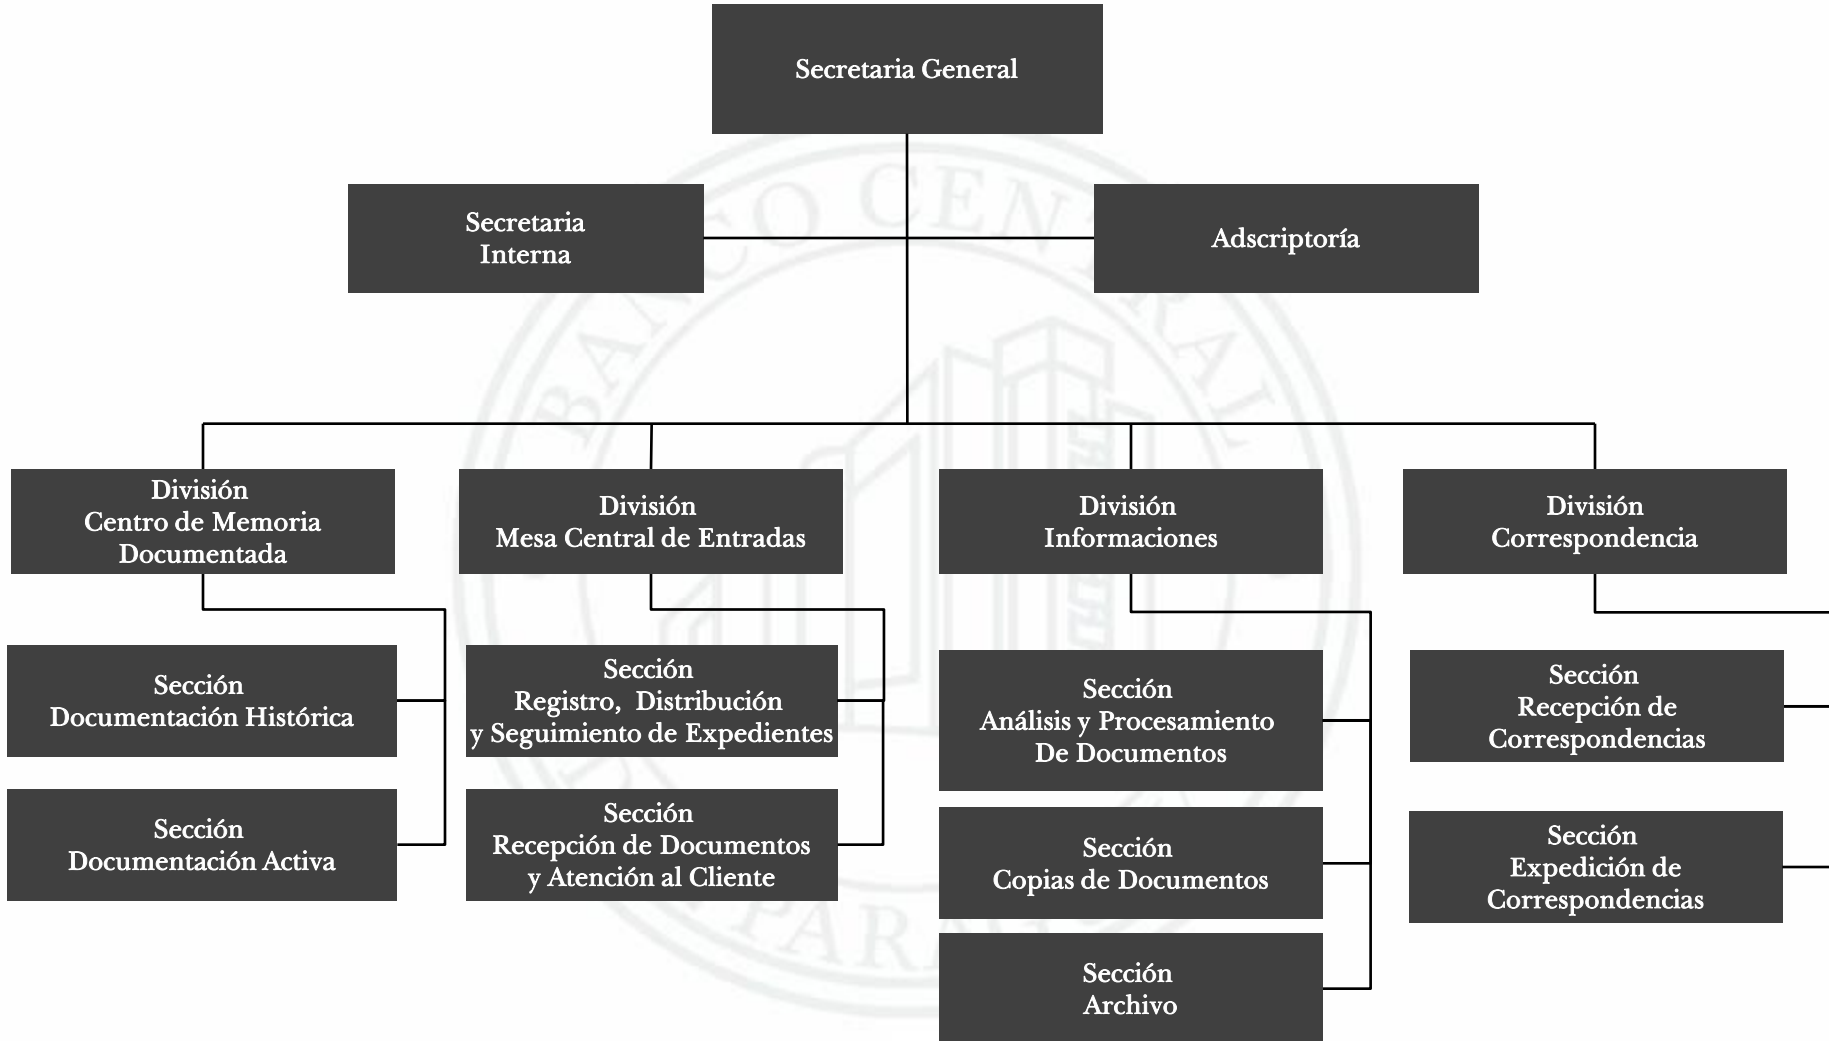 Secretaria General
Secretaria
Interna
Adscriptoría
División
Centro de Memoria
Documentada
División
Mesa Central de Entradas
División
Informaciones
División
Correspondencia
Sección
Documentación Histórica
Sección
Registro, Distribución
y Seguimiento de Expedientes
Sección
Análisis y Procesamiento
De Documentos
Sección
Recepción de
Correspondencias
Sección
Documentación Activa
Sección
Recepción de Documentos
y Atención al Cliente
Sección
Copias de Documentos
Sección
Expedición de
Correspondencias
Sección
Archivo
BANCO CENTRAL